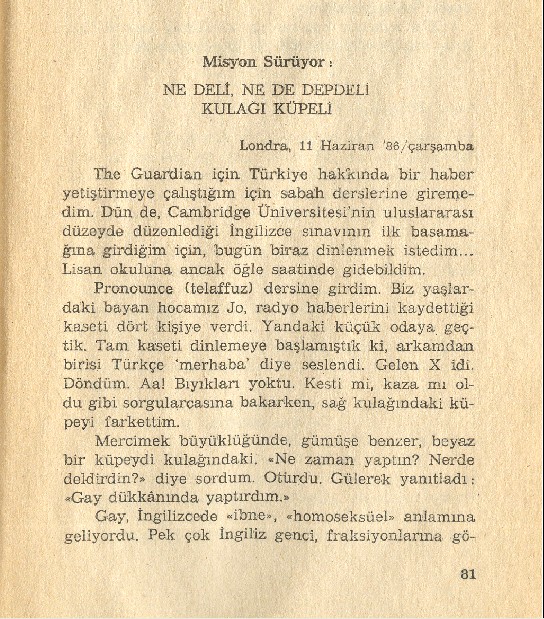 Misyon Sürüyor :
NE DELİ, NE DE DEPDELİ
KULAGI KÜPELİ
Londra, 11 Haziran '86/çarşamba
The Guardian için Türkiye hakkında bir haber
yetiştirmeye çalıştığım için sabah derslerine gireme-
dim. Dün de, Cambridge Üniversitesi'nin uluslararası
düzeyde düzenlediği İngilizce sınavının ilk basama-
ğına girdiğim için, bugün biraz dinlenmek istedim...
Lisan okuluna ancak öğle saatinde gidebildim.
Pronounce (telaffuz) dersine girdim. Biz yaşlar-
daki bayan hocamız Jo, radyo haberlerini kaydettiği
kaseti dört kişiye verdi. Yandaki küçük odaya geç-
tik. Tam kaseti dinlemeye başlamıştık ki, arkamdan
birisi Türkçe 'merhaba' diye seslendi. Gelen X idi.
Döndüm. Aa! Bıyıkları yoktu. Kesti mi, kaza mı ol-
du gibi sorgularcasına bakarken, sağ kulağındaki kü-
peyi farkettim.
Mercimek büyüklüğünde, gümüşe benzer, beyaz
bir küpeydi kulağındaki. «Ne zaman yaptın? Nerde
deldirdin?» diye sordum. Oturdu. Gülerek yanıtladı :
«Gay dükkânında yaptırdım.»
Gay, İngilizcede «ibne», «homoseksüel» anlamına
geliyordu. Pek çok İngiliz genci, fraksiyonlarına gö-
81